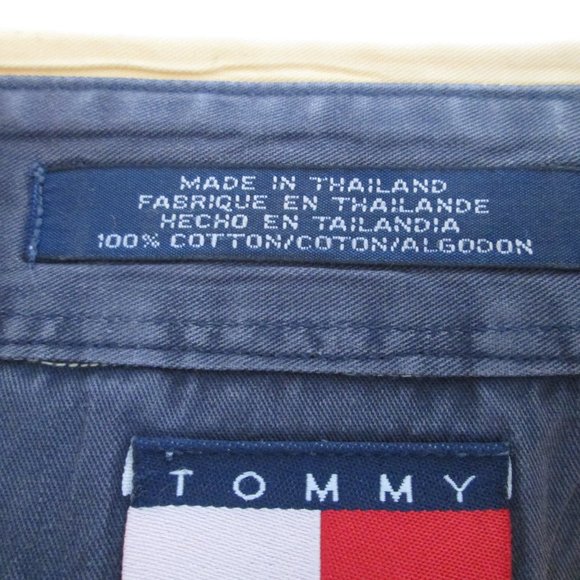 MADE IN THAILAND
FABRIQUE EN THAILANDE
HECHO EN TAILANDIA
100% COTTON/COTON/ALGODON
TOMMY